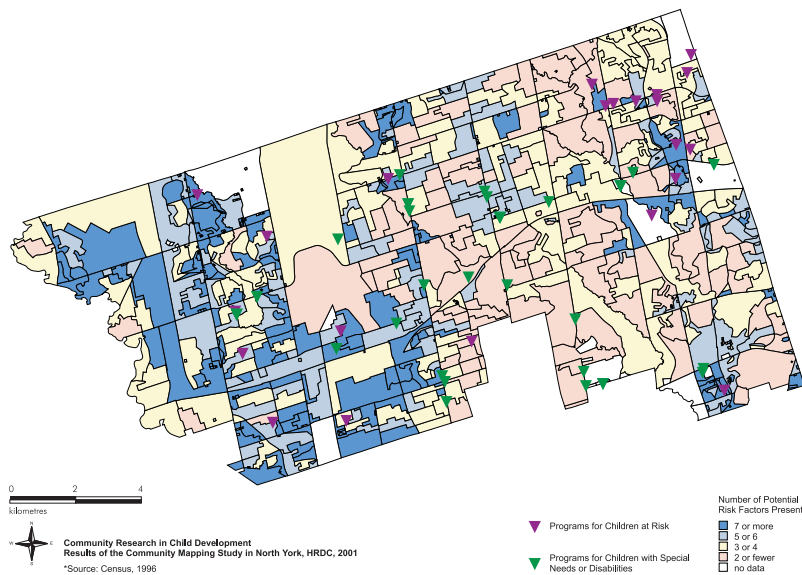 0 2 4
kilometres
N
W E
S
Community Research in Child Development
Results of the Community Mapping Study in North York, HRDC, 2001
*Source: Census, 1996
Programs for Children at Risk
Programs for Children with Special
Needs or Disabilities
Number of Potential
Risk Factors Present
7 or more
5 or 6
3 or 4
2 or fewer
no data